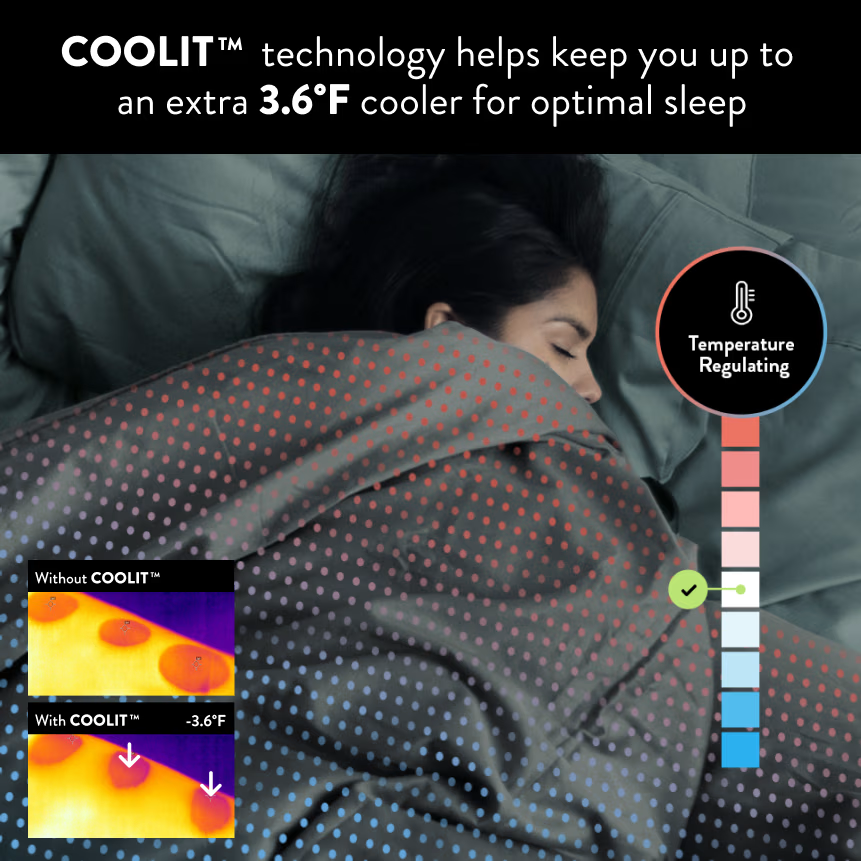 COOLIT™ technology helps keep you up to
an extra 3.6°F cooler for optimal sleep
Temperature
Regulating
Without COOLIT™
With COOLIT™ -3.6°F